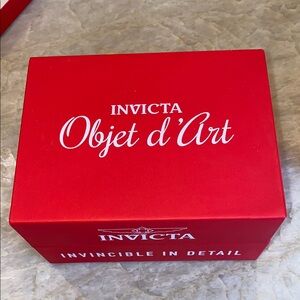 INVICTA
Objet d'Art
INVICTA
INVINCIBLE IN DETAIL